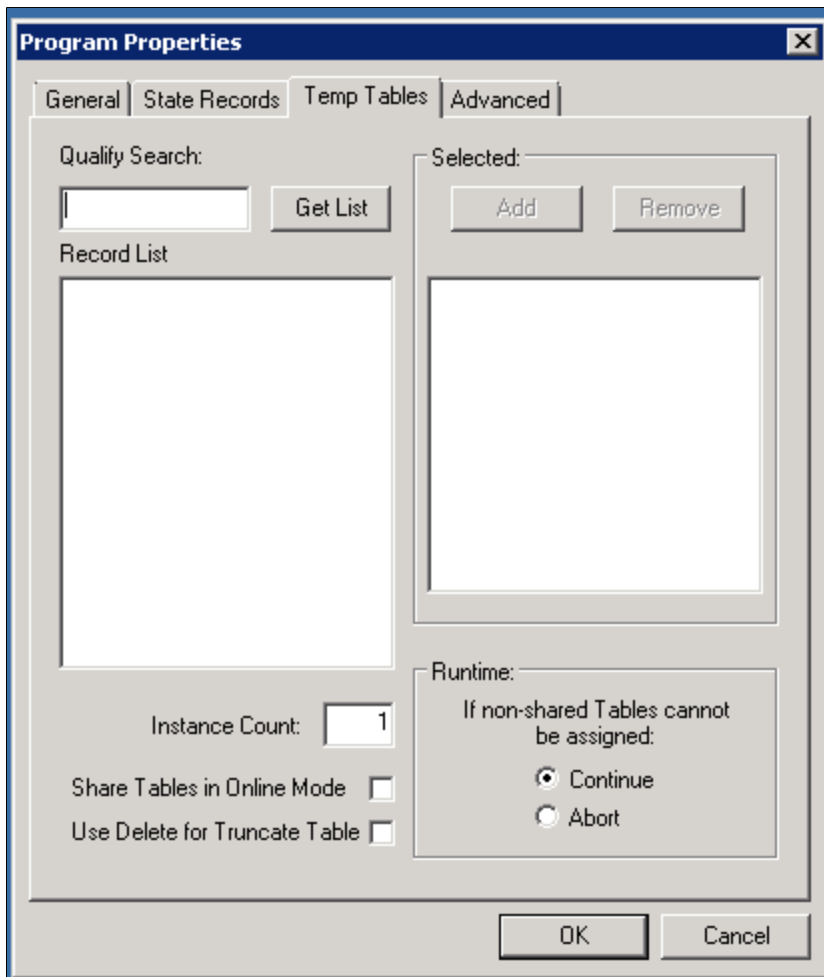 Program Properties
General State Records Temp Tables Advanced
Qualify Search:
Get List
Record List
Selected:
Add Remove
Instance Count: 1
Share Tables in Online Mode
Use Delete for Truncate Table
Runtime:
If non-shared Tables cannot
be assigned:
Continue
Abort
OK Cancel